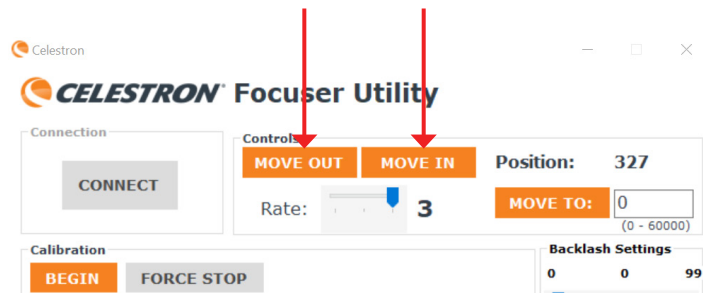 Celestron
CELESTRON Focuser Utility
Connection
CONNECT
Controls
MOVE OUT MOVE IN Position: 327
Rate: 3 MOVE TO: 0
(0 - 60000)
Calibration
BEGIN FORCE STOP
Backlash Settings
0 0 99